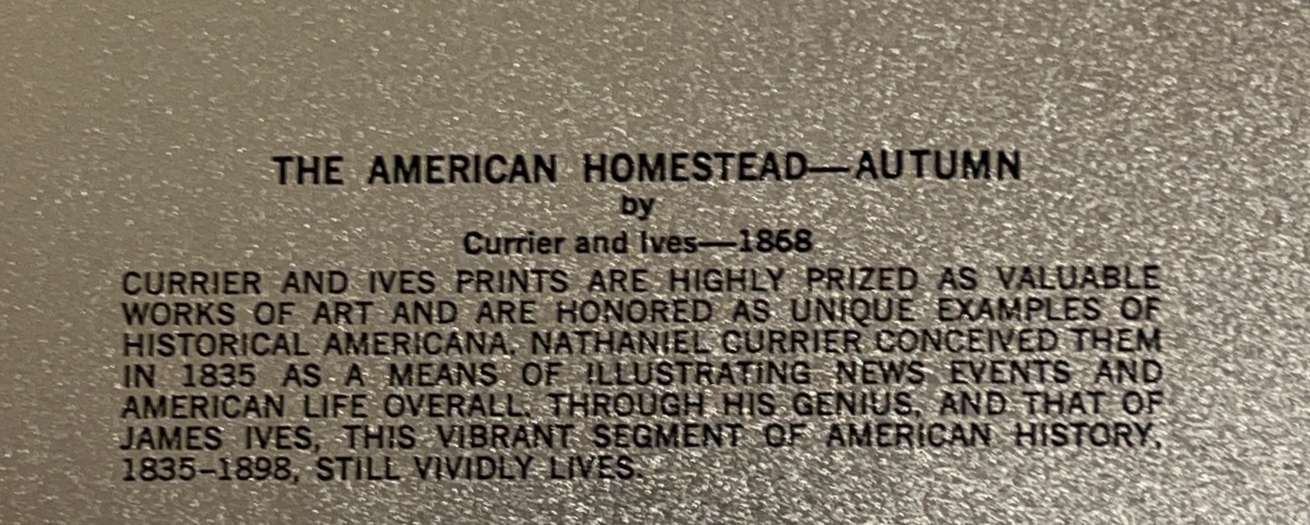 THE AMERICAN HOMESTEAD—AUTUMN
by
Currier and Ives—1868
CURRIER AND IVES PRINTS ARE HIGHLY PRIZED AS VALUABLE
WORKS OF ART AND ARE HONORED AS UNIQUE EXAMPLES OF
HISTORICAL AMERICANA. NATHANIEL CURRIER CONCEIVED THEM
IN 1835 AS A MEANS OF ILLUSTRATING NEWS EVENTS AND
AMERICAN LIFE OVERALL. THROUGH HIS GENIUS, AND THAT OF
JAMES IVES, THIS VIBRANT SEGMENT OF AMERICAN HISTORY,
1835–1898, STILL VIVIDLY LIVES.